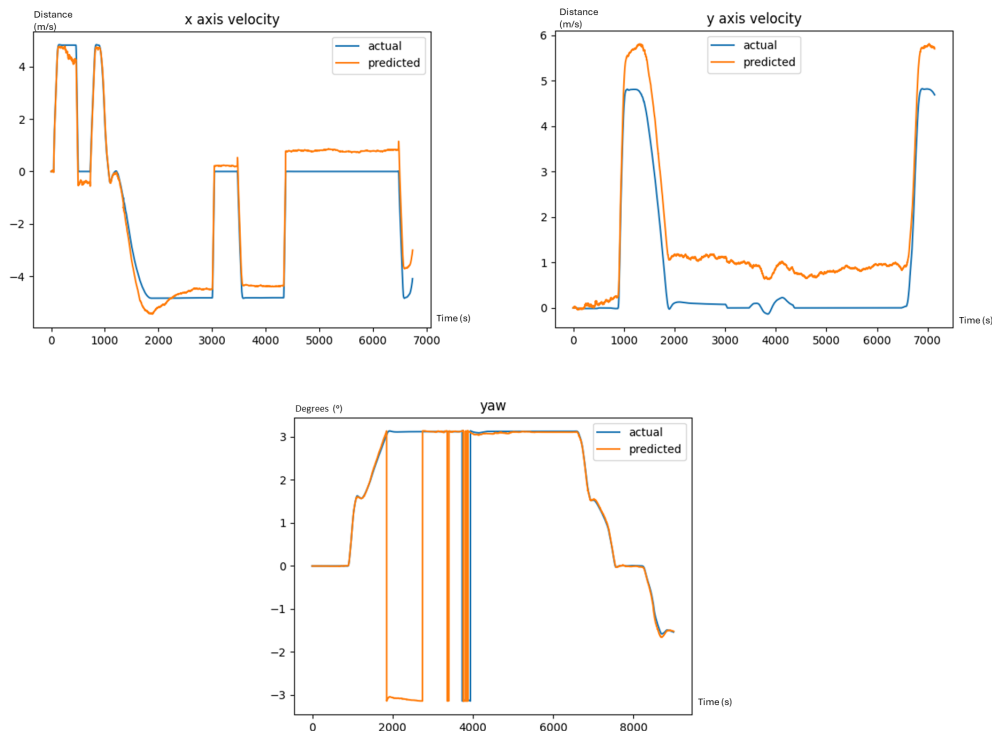 Distance
(m/s)
x axis velocity
actual
predicted
4
2
0
−2
−4
0
1000
2000
3000
4000
5000
6000
7000
Time (s)
Distance
(m/s)
y axis velocity
actual
predicted
6
5
4
3
2
1
0
0
1000
2000
3000
4000
5000
6000
7000
Time (s)
Degrees (°)
yaw
actual
predicted
3
2
1
0
−1
−2
−3
0
2000
4000
6000
8000
Time (s)